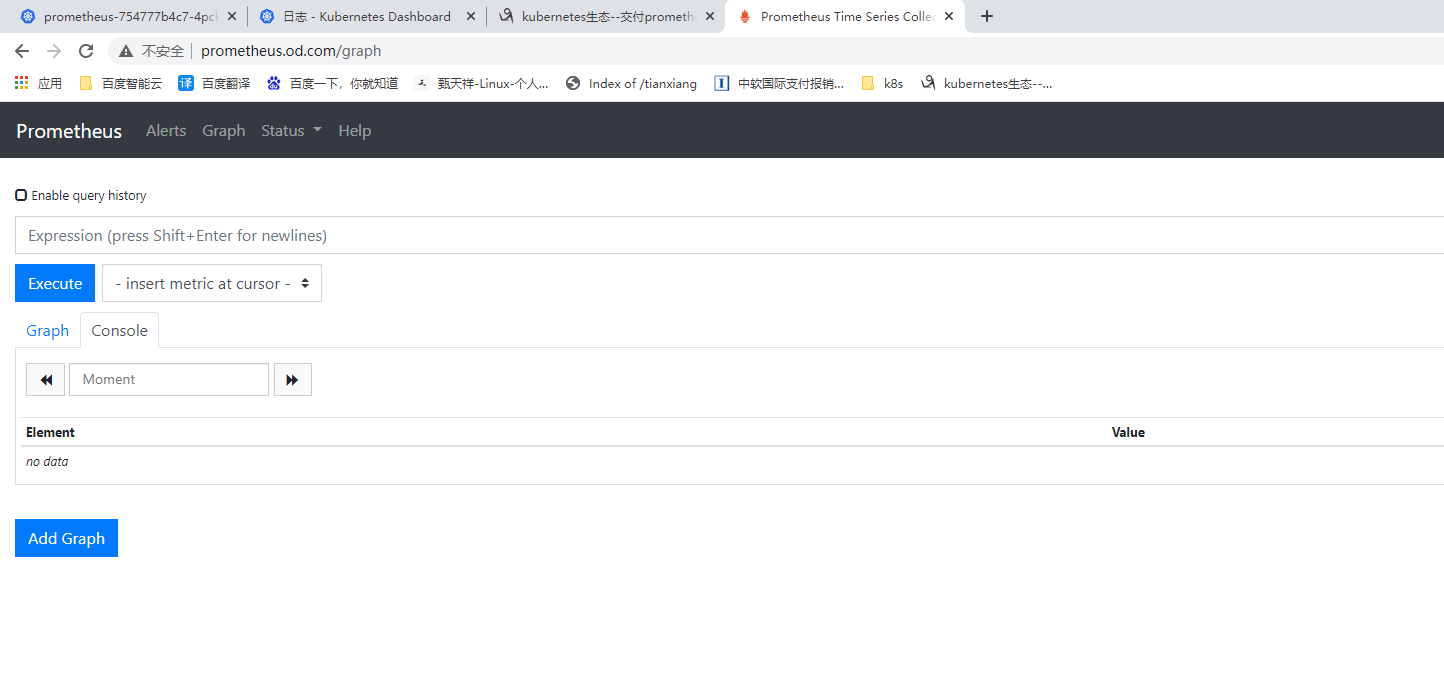 prometheus-754777b4c7-4pc
日志 - Kubernetes Dashboard
kubernetes生态--交付prometh
Prometheus Time Series Collec
不安全 prometheus.od.com/graph
应用 百度智能云 译 百度翻译 百度一下，你就知道 甄天祥-Linux-个人... Index of /tianxiang 中软国际支付报销... k8s kubernetes生态--...
Prometheus Alerts Graph Status Help
Enable query history
Expression (press Shift+Enter for newlines)
Execute - insert metric at cursor -
Graph Console
Moment
Element Value
no data
Add Graph